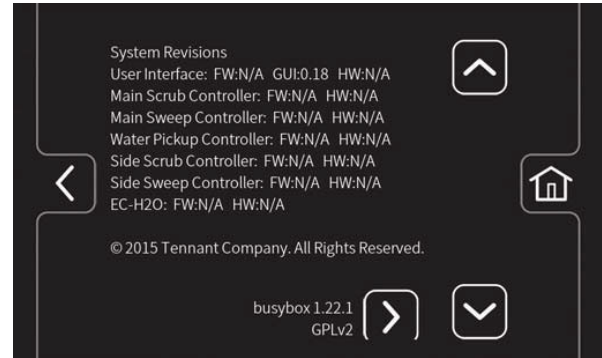 System Revisions
User Interface: FW:N/A GUI:0.18 HW:N/A
Main Scrub Controller: FW:N/A HW:N/A
Main Sweep Controller: FW:N/A HW:N/A
Water Pickup Controller: FW:N/A HW:N/A
Side Scrub Controller: FW:N/A HW:N/A
Side Sweep Controller: FW:N/A HW:N/A
EC-H2O: FW:N/A HW:N/A
© 2015 Tennant Company. All Rights Reserved.
busybox 1.22.1
GPLv2